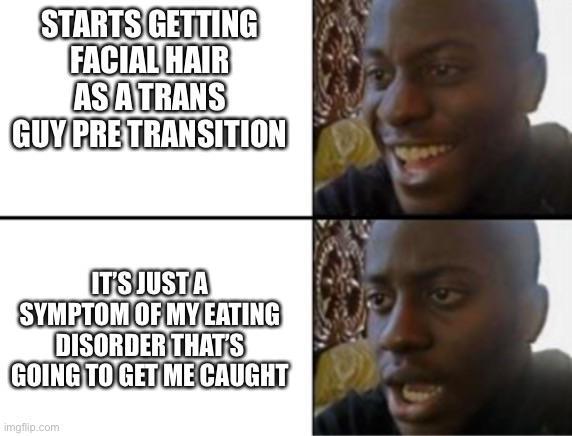 STARTS GETTING
FACIAL HAIR
AS A TRANS
GUY PRE TRANSITION
IT'S JUST A
SYMPTOM OF MY EATING
DISORDER THAT'S
GOING TO GET ME CAUGHT
imgflip.com